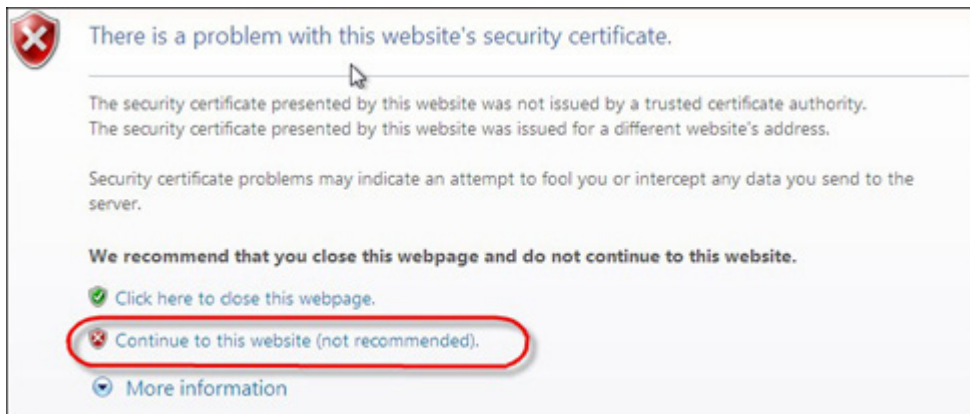 There is a problem with this website's security certificate.
The security certificate presented by this website was not issued by a trusted certificate authority.
The security certificate presented by this website was issued for a different website's address.
Security certificate problems may indicate an attempt to fool you or intercept any data you send to the
server.
We recommend that you close this webpage and do not continue to this website.
Click here to close this webpage.
Continue to this website (not recommended).
More information